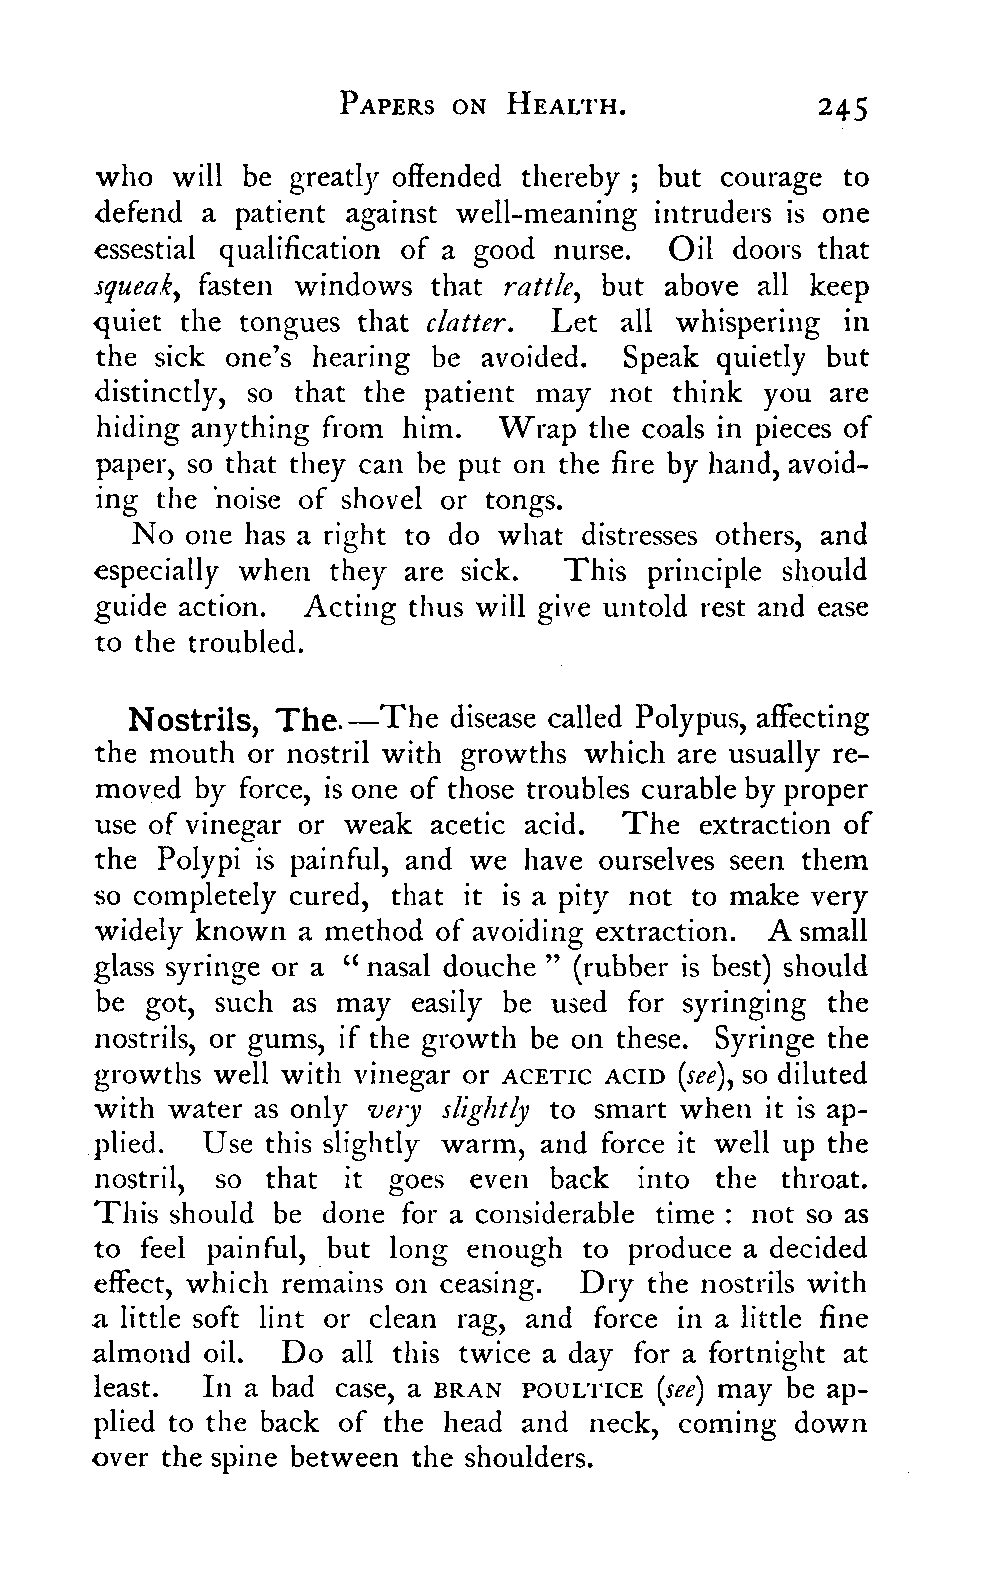 PAPERS ON HEALTH. 245
who will be greatly offended thereby ; but courage to
defend a patient against well-meaning intruders is one
essestial qualification of a good nurse. Oil doors that
squeak, fasten windows that rattle, but above all keep
quiet the tongues that clatter. Let all whispering in
the sick one's hearing be avoided. Speak quietly but
distinctly, so that the patient may not think you are
hiding anything from him. Wrap the coals in pieces of
paper, so that they can be put on the fire by hand, avoid-
ing the noise of shovel or tongs.
No one has a right to do what distresses others, and
especially when they are sick. This principle should
guide action. Acting thus will give untold rest and ease
to the troubled.
Nostrils, The.—The disease called Polypus, affecting
the mouth or nostril with growths which are usually re-
moved by force, is one of those troubles curable by proper
use of vinegar or weak acetic acid. The extraction of
the Polypi is painful, and we have ourselves seen them
so completely cured, that it is a pity not to make very
widely known a method of avoiding extraction. A small
glass syringe or a " nasal douche " (rubber is best) should
be got, such as may easily be used for syringing the
nostrils, or gums, if the growth be on these. Syringe the
growths well with vinegar or ACETIC ACID (see), so diluted
with water as only very slightly to smart when it is ap-
plied. Use this slightly warm, and force it well up the
nostril, so that it goes even back into the throat.
This should be done for a considerable time : not so as
to feel painful, but long enough to produce a decided
effect, which remains on ceasing. Dry the nostrils with
a little soft lint or clean rag, and force in a little fine
almond oil. Do all this twice a day for a fortnight at
least. In a bad case, a BRAN POULTICE (see) may be ap-
plied to the back of the head and neck, coming down
over the spine between the shoulders.